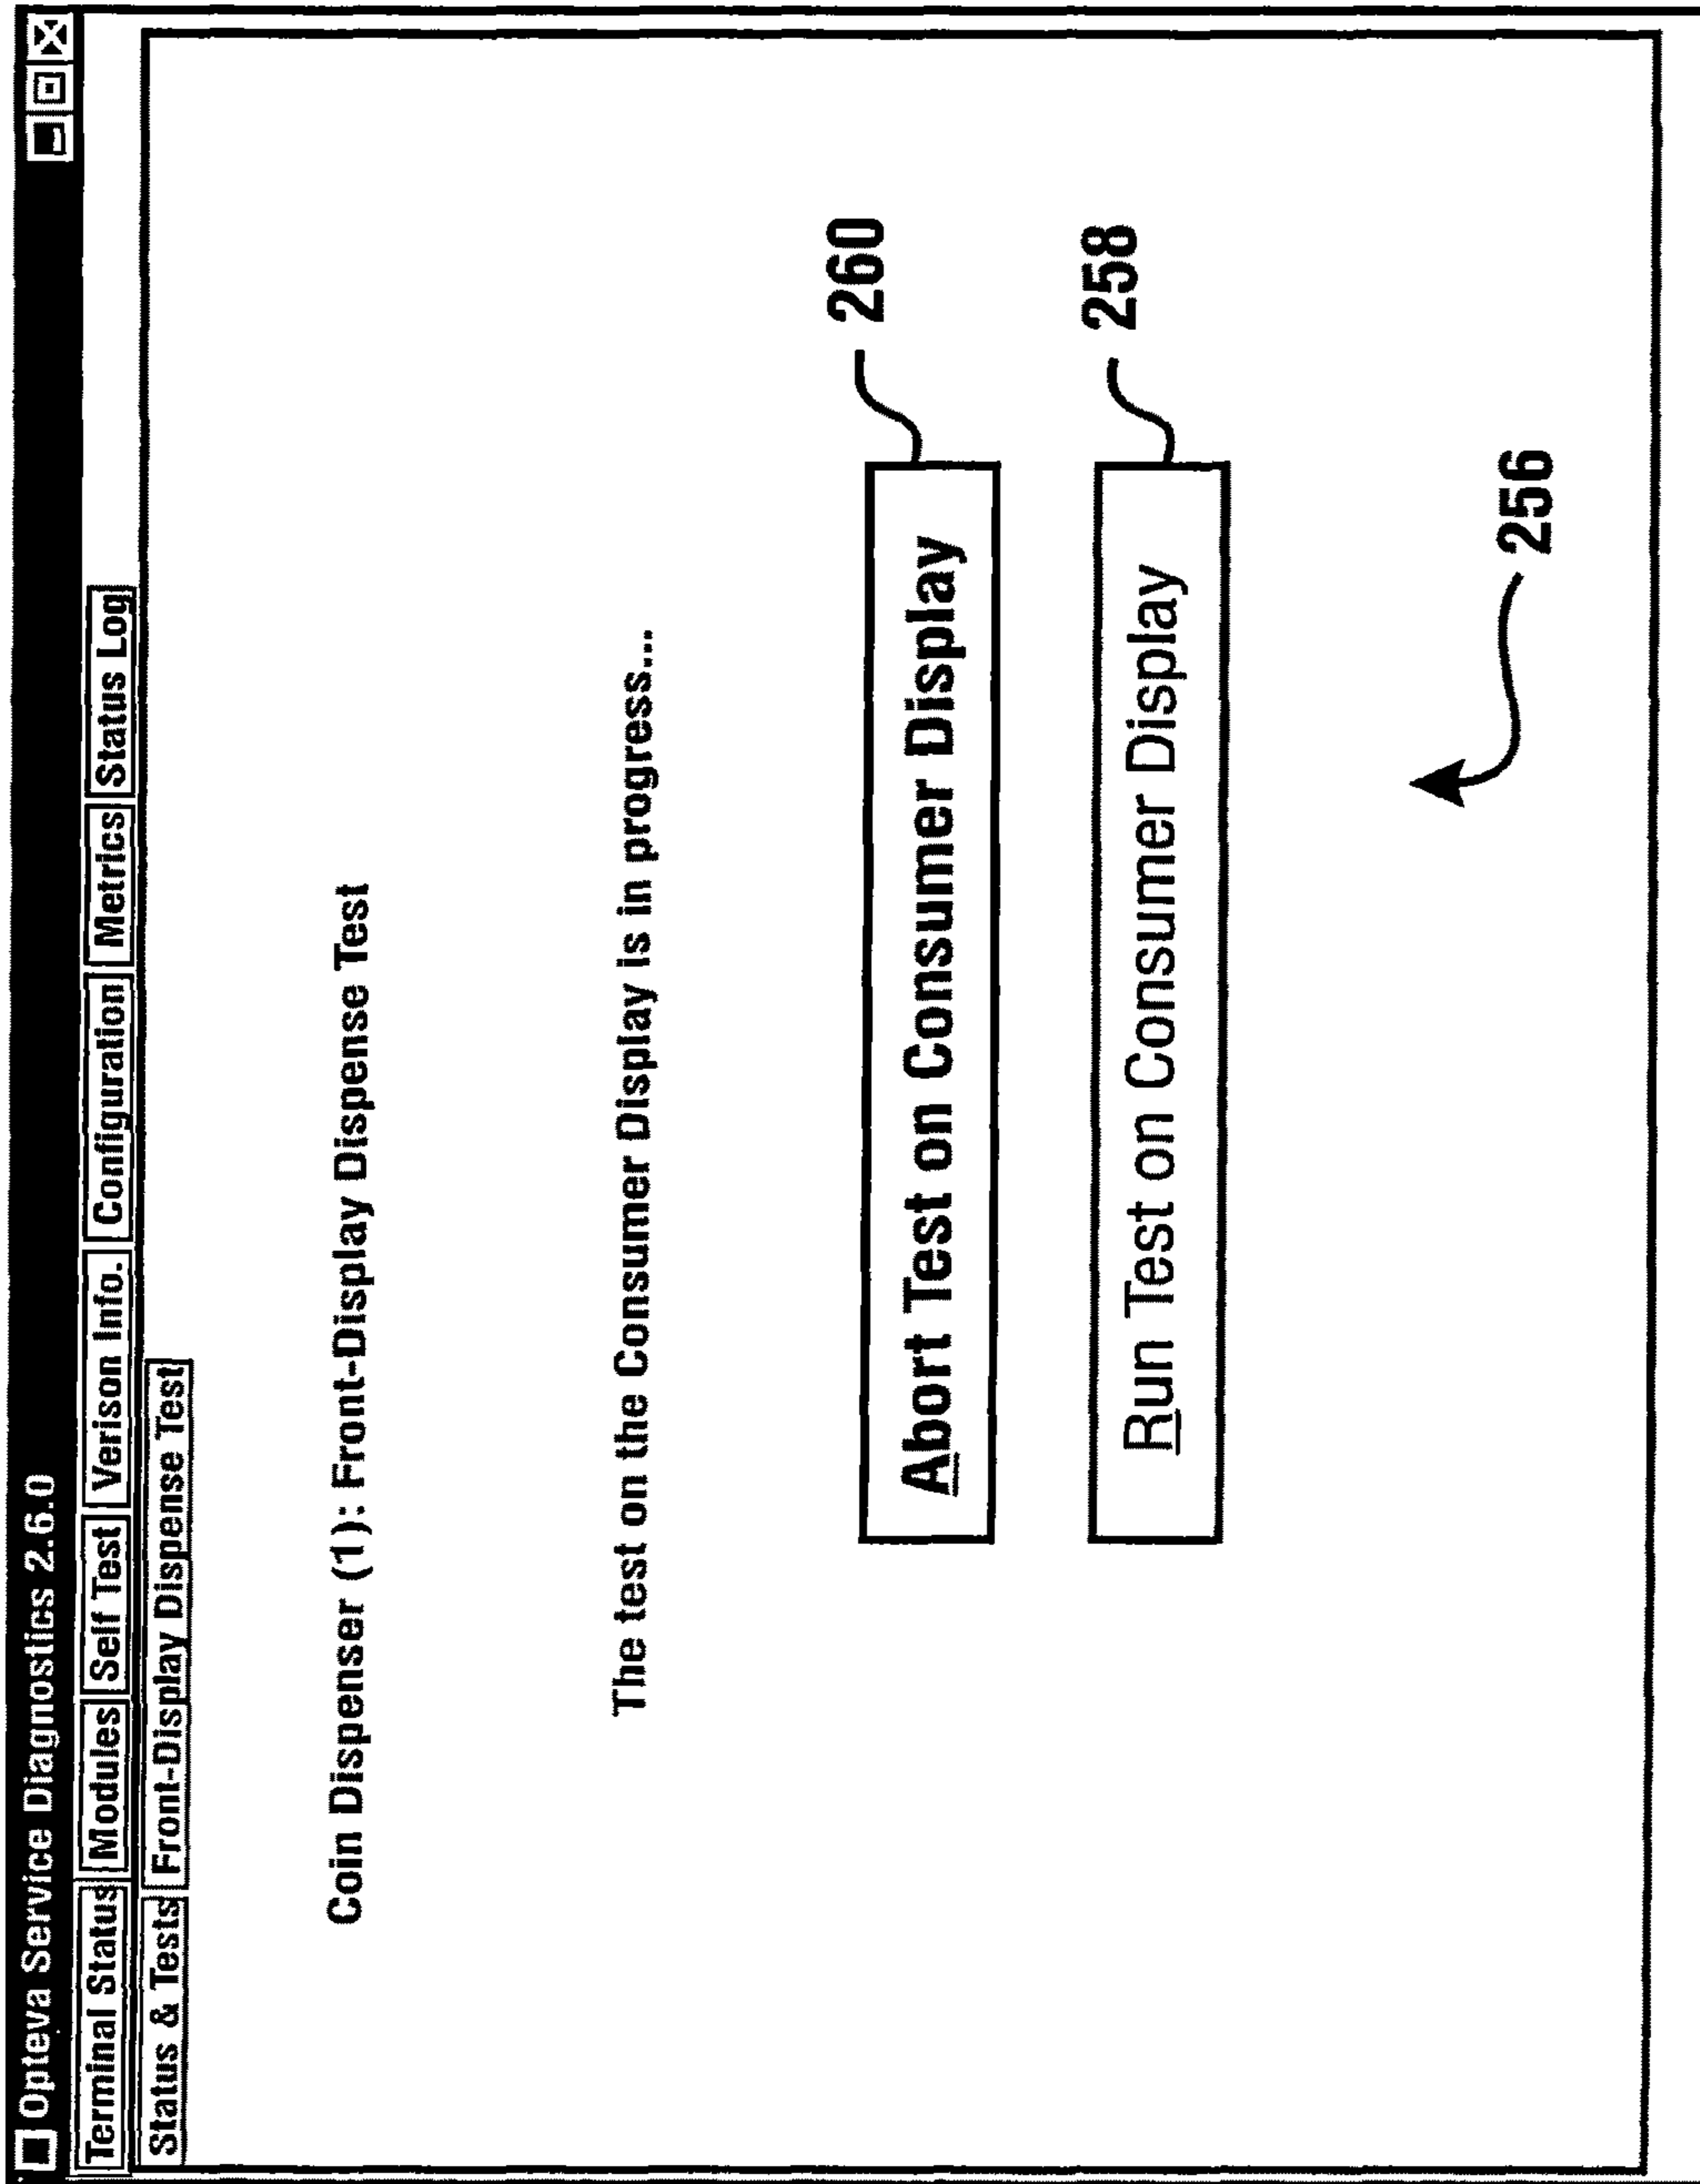 Opteva Service Diagnostics 2.6.0
Terminal Status Modules Self Test Verison Info. Configuration Metrics Status Log
Status & Tests Front-Display Dispense Test
Coin Dispenser (1): Front-Display Dispense Test
The test on the Consumer Display is in progress...
Abort Test on Consumer Display
260
Run Test on Consumer Display
258
256